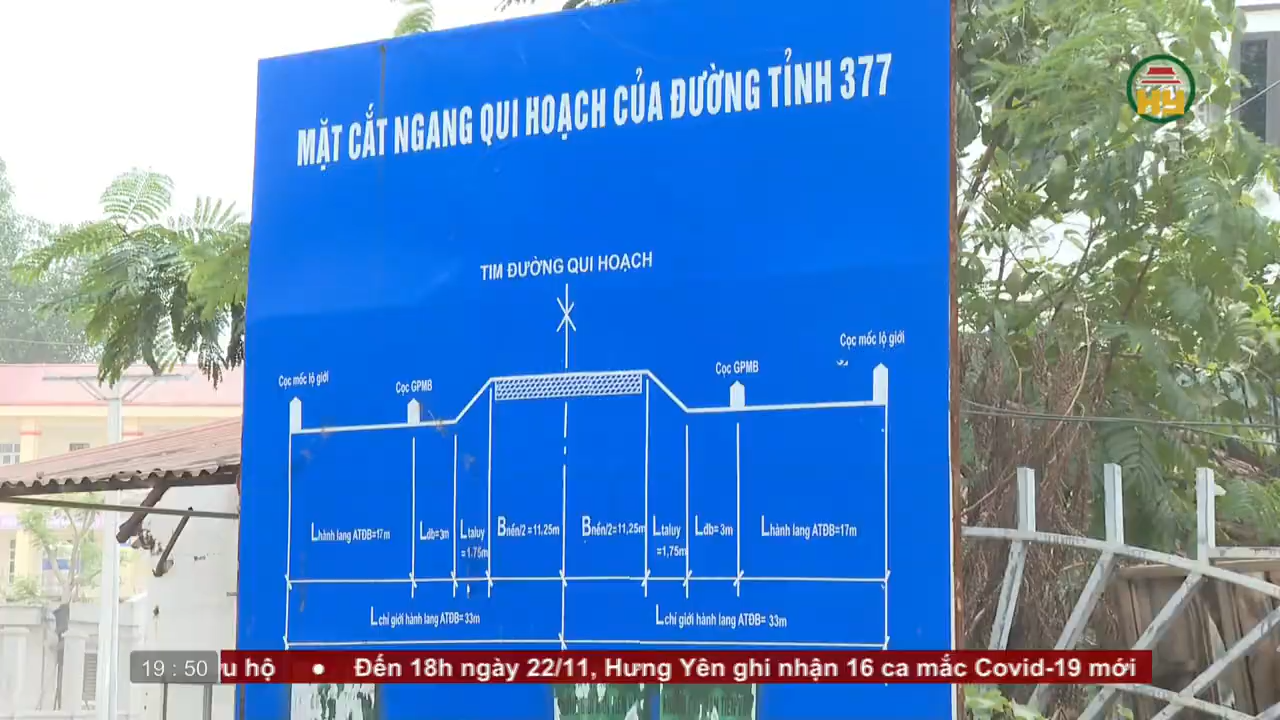 MẶT CẮT NGANG QUI HOẠCH CỦA ĐƯỜNG TỈNH 377
HY
TIM ĐƯỜNG QUI HOẠCH
Cọc mốc lộ giới
Cọc GPMB
Cọc GPMB
Cọc mốc lộ giới
Lhành lang ATĐB=17m
Lđb=3m
Ltaluy
=1.75m
Bnền/2=11.25m
Bnền/2=11,25m
Ltaluy
=1,75m
Lđb=3m
Lhành lang ATĐB=17m
Lchỉ giới hành lang ATĐB=33m
Lchỉ giới hành lang ATĐB= 33m
19 : 50 u hộ ● Đến 18h ngày 22/11, Hưng Yên ghi nhận 16 ca mắc Covid-19 mới